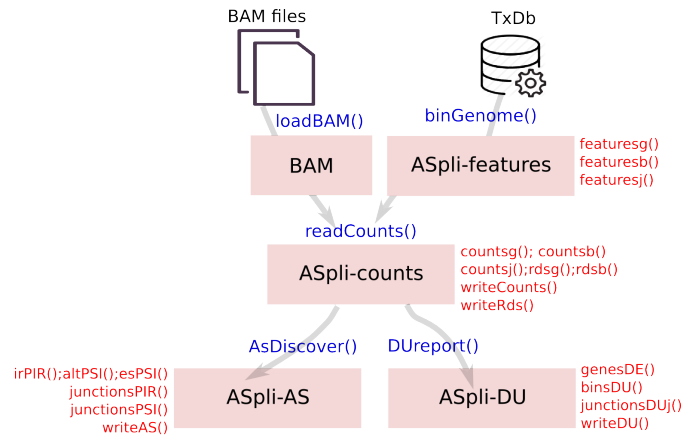 BAM files
TxDb
loadBAM()
binGenome()
BAM
ASpli-features
featuresg()
featuresb()
featuresj()
readCounts()
ASpli-counts
countsg(); countsb()
countsj();rdsg();rdsb()
writeCounts()
writeRds()
AsDiscover()
DUreport()
irPIR();altPSI();esPSI()
junctionsPIR()
junctionsPSI()
writeAS()
ASpli-AS
ASpli-DU
genesDE()
binsDU()
junctionsDUj()
writeDU()